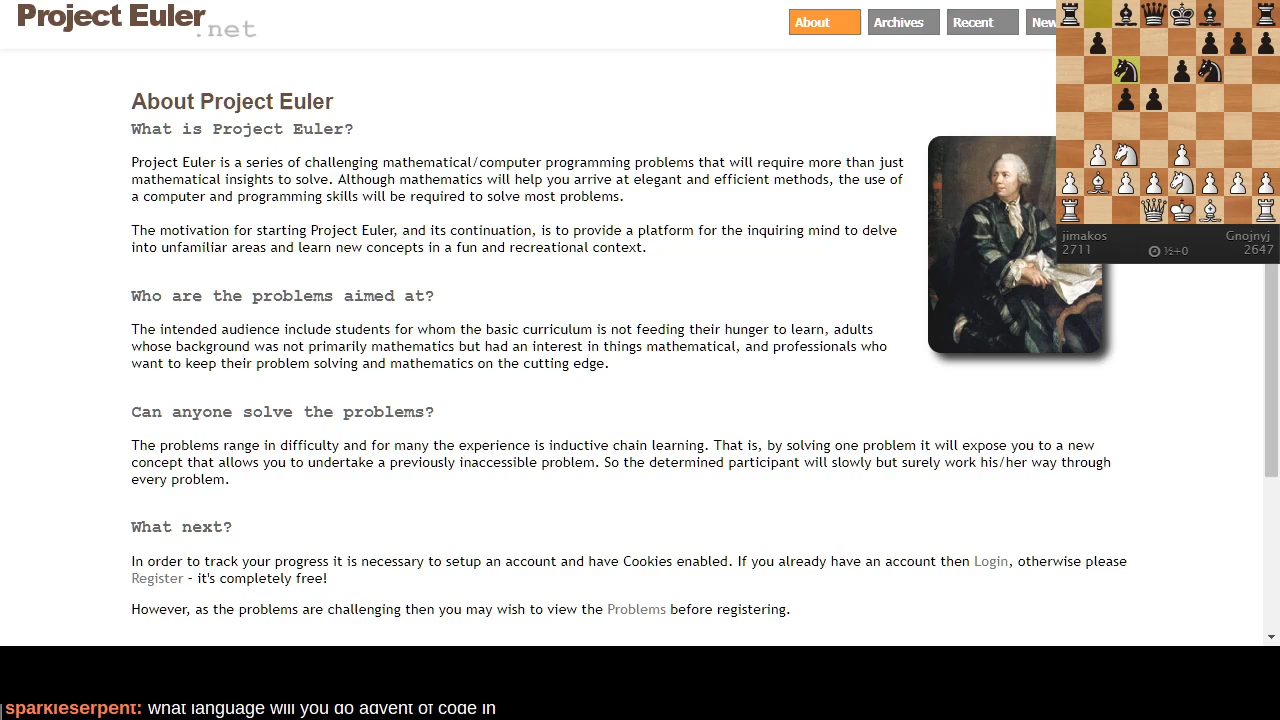 Project Euler
.net
About
Archives
Recent
New
About Project Euler
What is Project Euler?
Project Euler is a series of challenging mathematical/computer programming problems that will require more than just
mathematical insights to solve. Although mathematics will help you arrive at elegant and efficient methods, the use of
a computer and programming skills will be required to solve most problems.
The motivation for starting Project Euler, and its continuation, is to provide a platform for the inquiring mind to delve
into unfamiliar areas and learn new concepts in a fun and recreational context.
jimakos
2711
½+0
Gnojnyj
2647
Who are the problems aimed at?
The intended audience include students for whom the basic curriculum is not feeding their hunger to learn, adults
whose background was not primarily mathematics but had an interest in things mathematical, and professionals who
want to keep their problem solving and mathematics on the cutting edge.
Can anyone solve the problems?
The problems range in difficulty and for many the experience is inductive chain learning. That is, by solving one problem it will expose you to a new
concept that allows you to undertake a previously inaccessible problem. So the determined participant will slowly but surely work his/her way through
every problem.
What next?
In order to track your progress it is necessary to setup an account and have Cookies enabled. If you already have an account then Login, otherwise please
Register - it's completely free!
However, as the problems are challenging then you may wish to view the Problems before registering.
sparkleserpent: what language will you do advent of code in